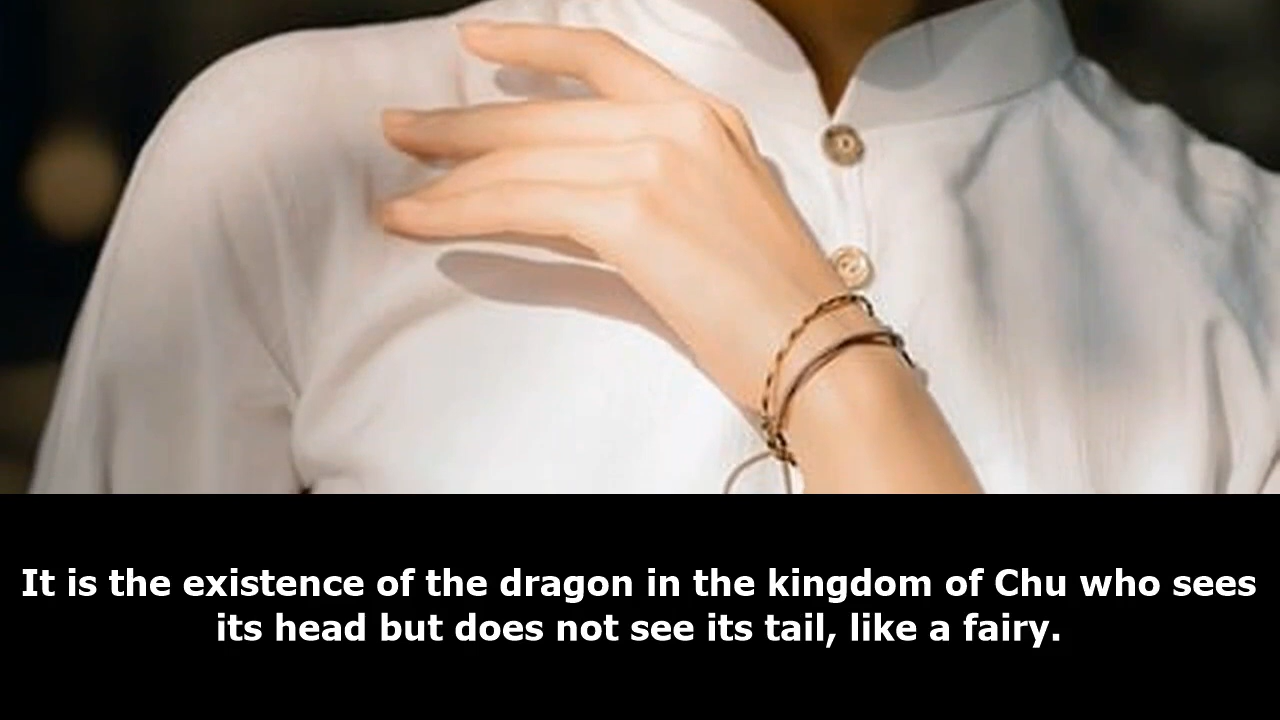 It is the existence of the dragon in the kingdom of Chu who sees
its head but does not see its tail, like a fairy.